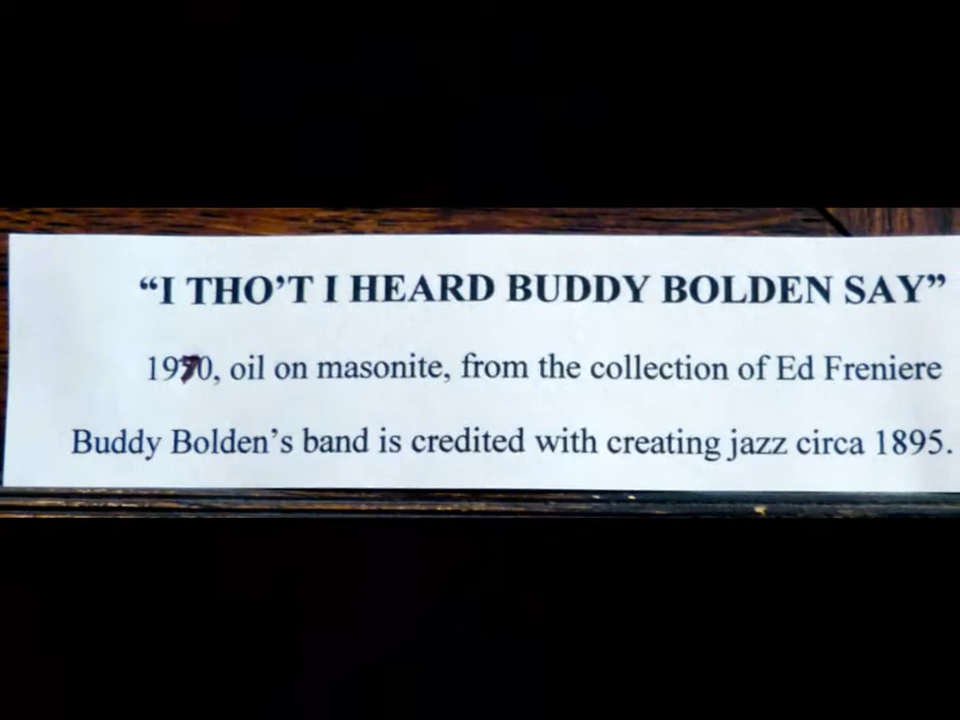 “I THO’T I HEARD BUDDY BOLDEN SAY”
1970, oil on masonite, from the collection of Ed Freniere
Buddy Bolden’s band is credited with creating jazz circa 1895.